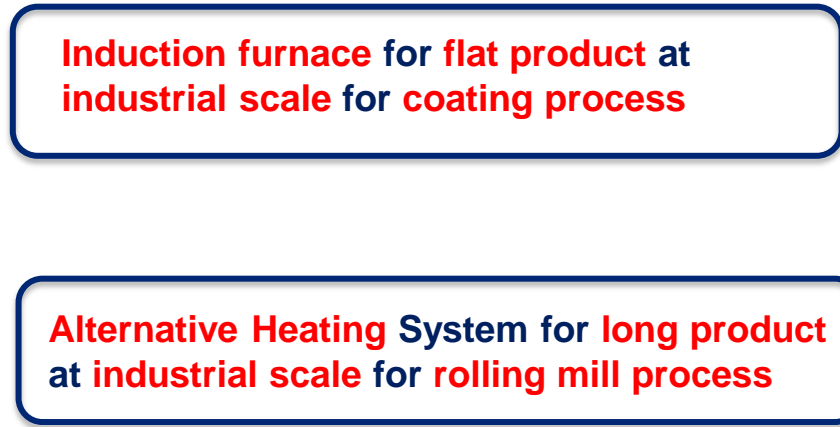 Induction furnace for flat product at
industrial scale for coating process
Alternative Heating System for long product
at industrial scale for rolling mill process